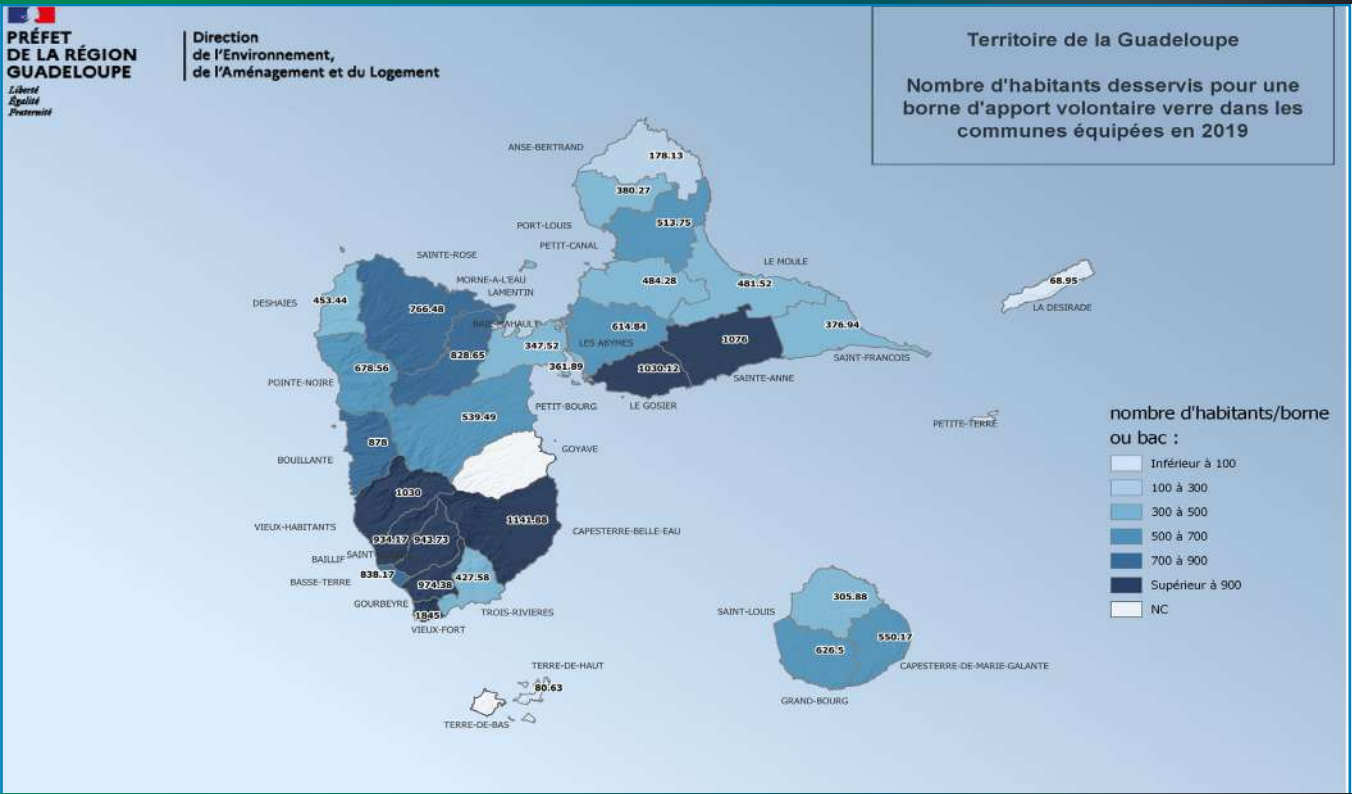 PRÉFET
DE LA RÉGION
GUADELOUPE
Liberté
Égalité
Fraternité
Direction
de l'Environnement,
de l'Aménagement et du Logement
Territoire de la Guadeloupe
Nombre d'habitants desservis pour une
borne d'apport volontaire verre dans les
communes équipées en 2019
ANSE-BERTRAND
178.13
380.27
PORT-LOUIS
513.75
PETIT-CANAL
SAINTE-ROSE
LE MOULE
MORNE-A-L'EAU
484.28
481.52
LAMENTIN
68.95
LA DESIRADE
DESHAIES
453.44
766.48
614.84
376.94
347.52
LES ABYMES
1076
828.65
SAINT-FRANCOIS
678.56
361.89
1030.12
SAINTE-ANNE
POINTE-NOIRE
PETIT-BOURG
LE GOSIER
539.49
PETITE-TERRE
878
GOYAVE
BOUILLANTE
1030
1141.88
VIEUX-HABITANTS
CAPESTERRE-BELLE-EAU
934.17
943.73
BAILLIF
838.17
427.58
BASSE-TERRE
974.38
GOURBEYRE
TROIS-RIVIERES
1845
VIEUX-FORT
305.88
SAINT-LOUIS
550.17
626.5
CAPESTERRE-DE-MARIE-GALANTE
GRAND-BOURG
TERRE-DE-HAUT
80.63
TERRE-DE-BAS
nombre d'habitants/borne
ou bac :
Inférieur à 100
100 à 300
300 à 500
500 à 700
700 à 900
Supérieur à 900
NC